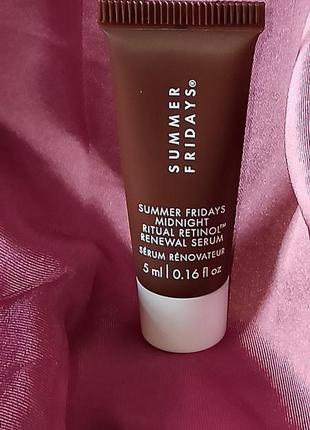 SUMMER
FRIDAYS®
SUMMER FRIDAYS
MIDNIGHT
RITUAL RETINOL™
RENEWAL SERUM
SÉRUM RÉNOVATEUR
5 ml | 0.16 fl oz